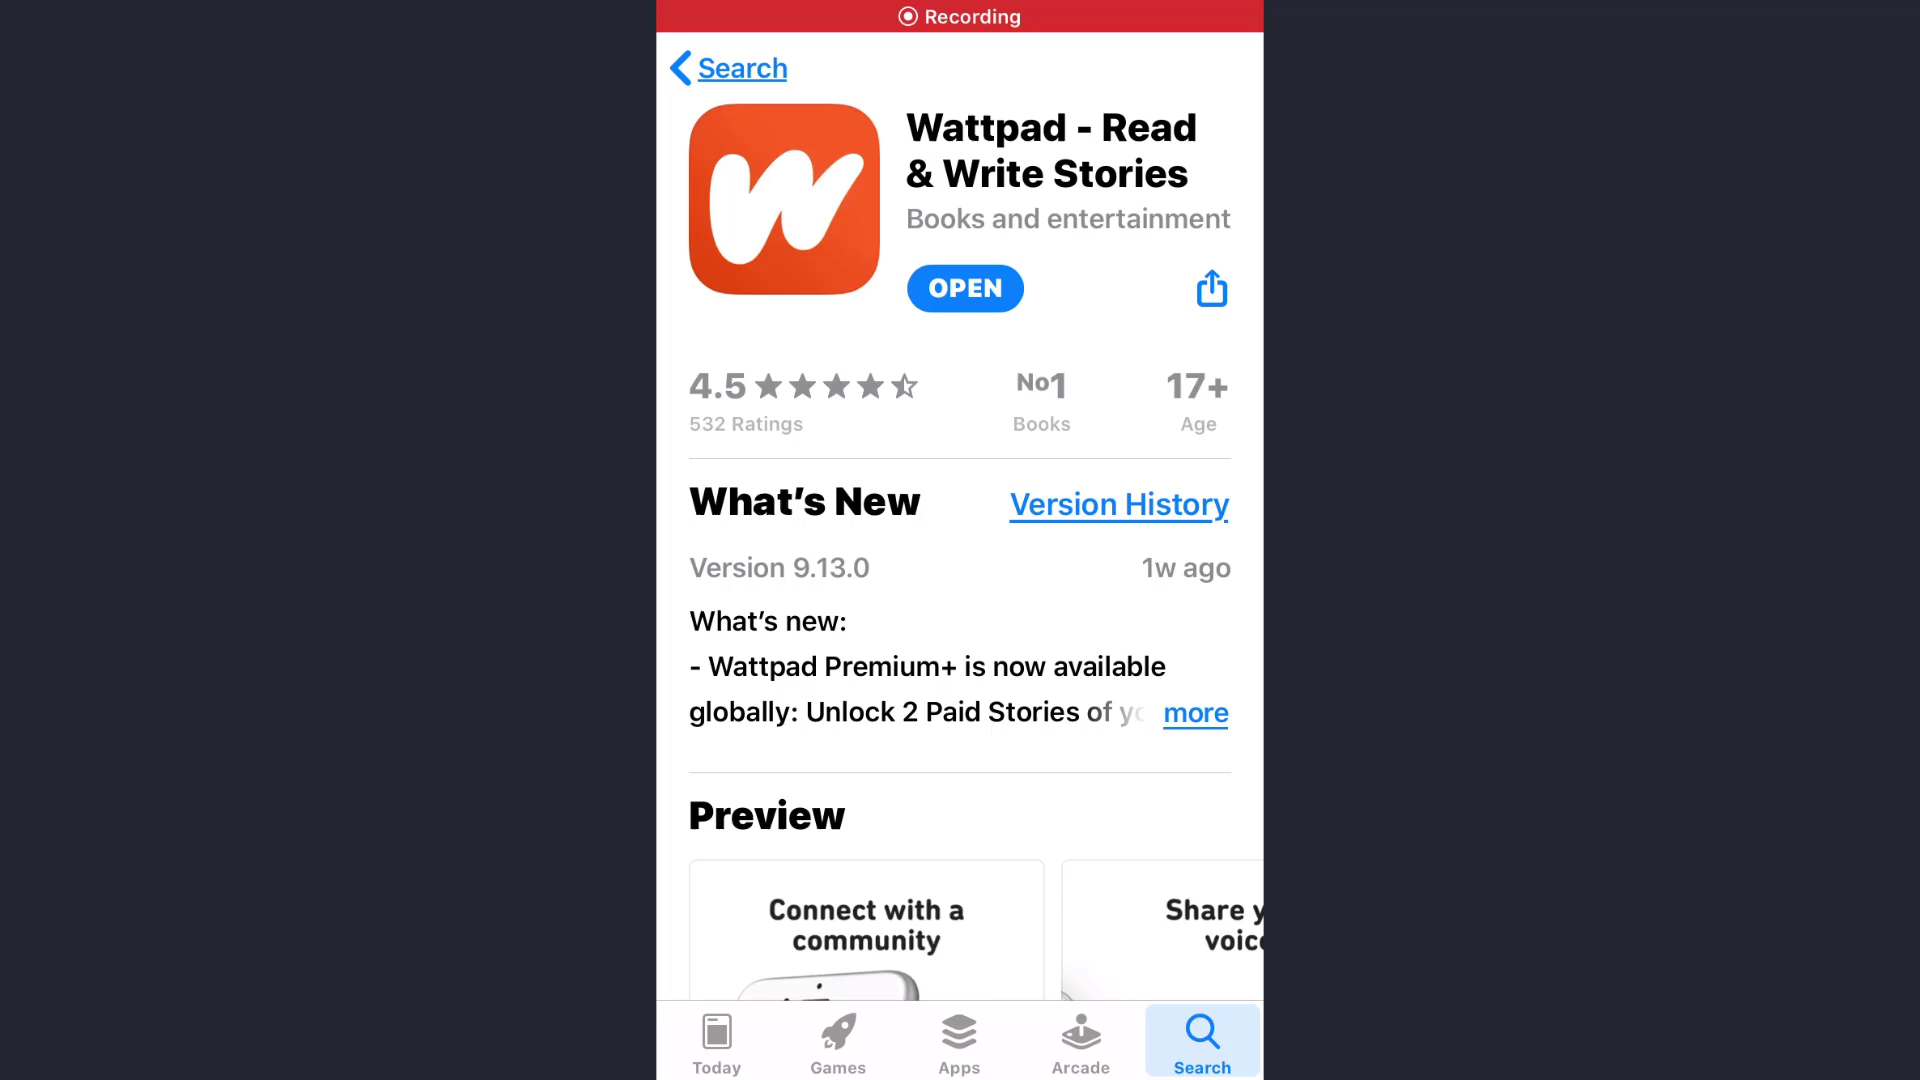 Recording
Search
Wattpad - Read
& Write Stories
Books and entertainment
OPEN
4.5
532 Ratings
No1
Books
17+
Age
What's New
Version History
Version 9.13.0
1w ago
What's new:
- Wattpad Premium+ is now available
globally: Unlock 2 Paid Stories of
more
Preview
Connect with a
community
Share
Today
Games
Apps
Arcade
Search